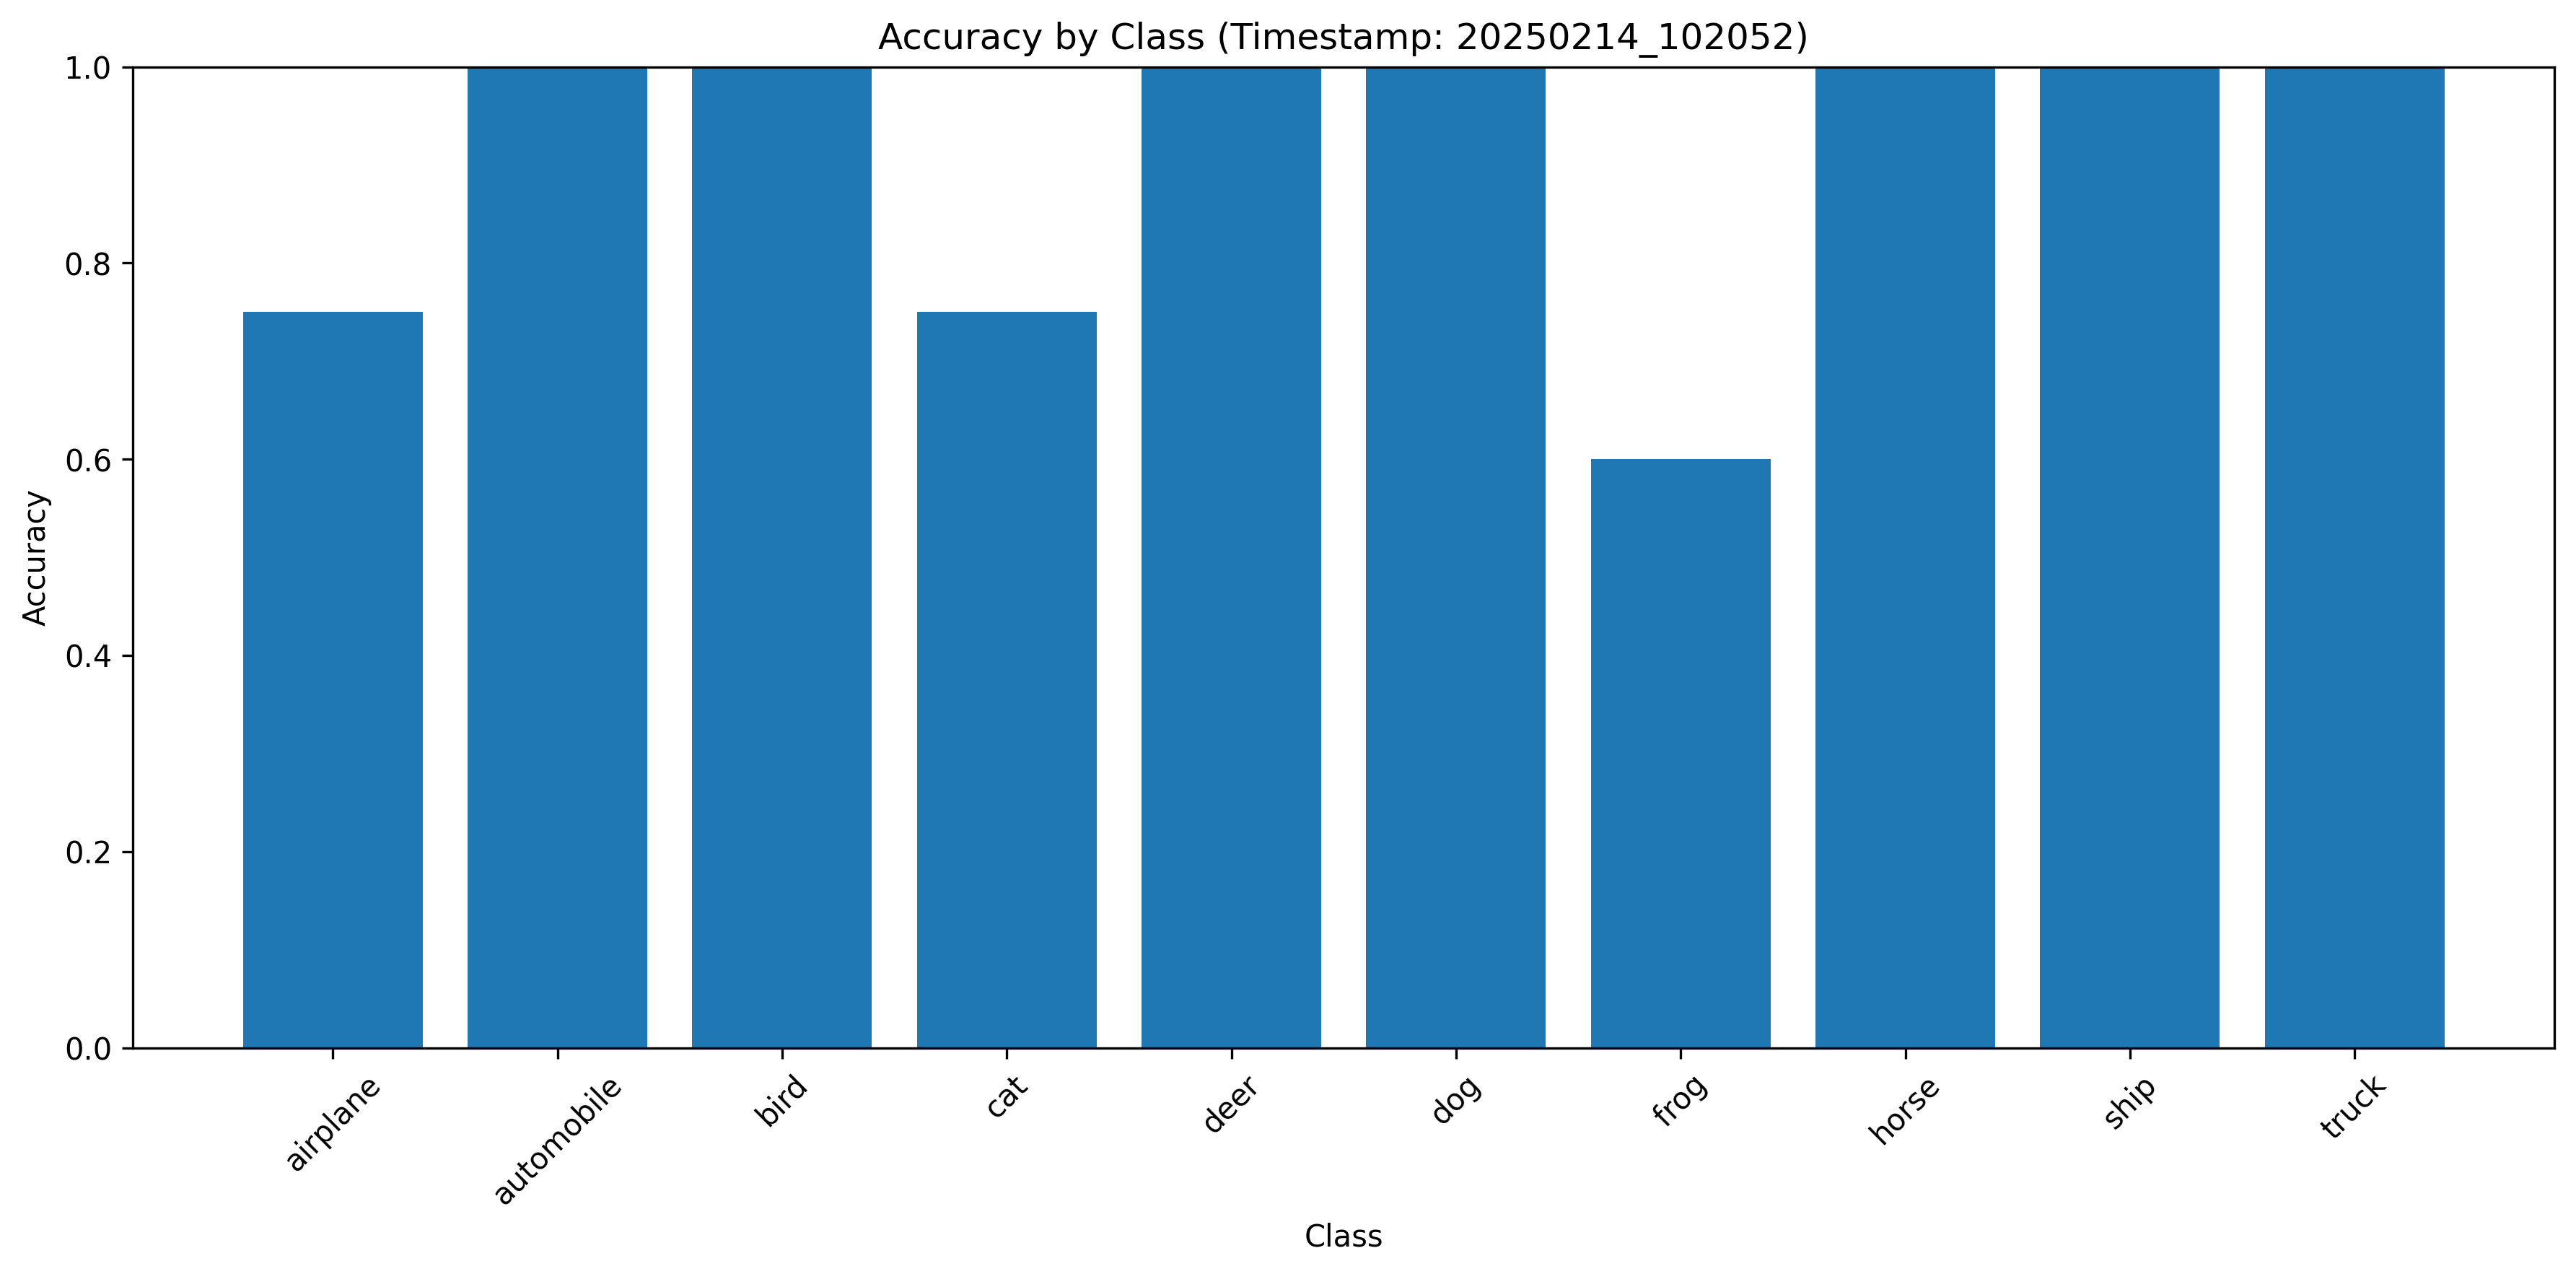 Accuracy by Class (Timestamp: 20250214_102052)
1.0
0.8
0.6
0.4
0.2
0.0
Accuracy
airplane
automobile
bird
cat
deer
dog
frog
horse
ship
truck
Class